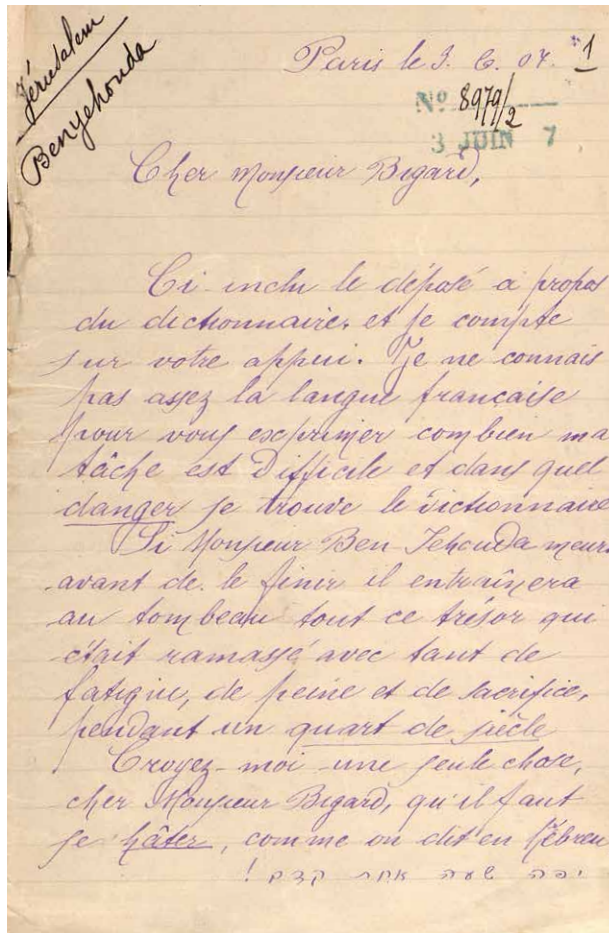 Jérusalem
Benyehouda
Paris le 3. 6. 07.
1
No 8979/2
3 JUIN 7
Cher Monsieur Bigard,
Ci-inclu le déposé a propos
du dictionnaire, et je compte
sur votre appui. Je ne connais
pas assez la langue française
pour vous exprimer combien ma
tâche est Difficile et dans quel
danger se trouve le Dictionnaire
Si Monsieur Ben Jehouda meurt
avant de le finir il entraînera
au tombeau tout ce trésor qui
était ramassé avec tant de
fatigue, de peine et de sacrifice,
pendant un quart de siècle
Croyez-moi une seule chose,
cher Monsieur Bigard, qu'il faut
se hâter, comme on dit en hébreu
יפה שעה אחת קדם !